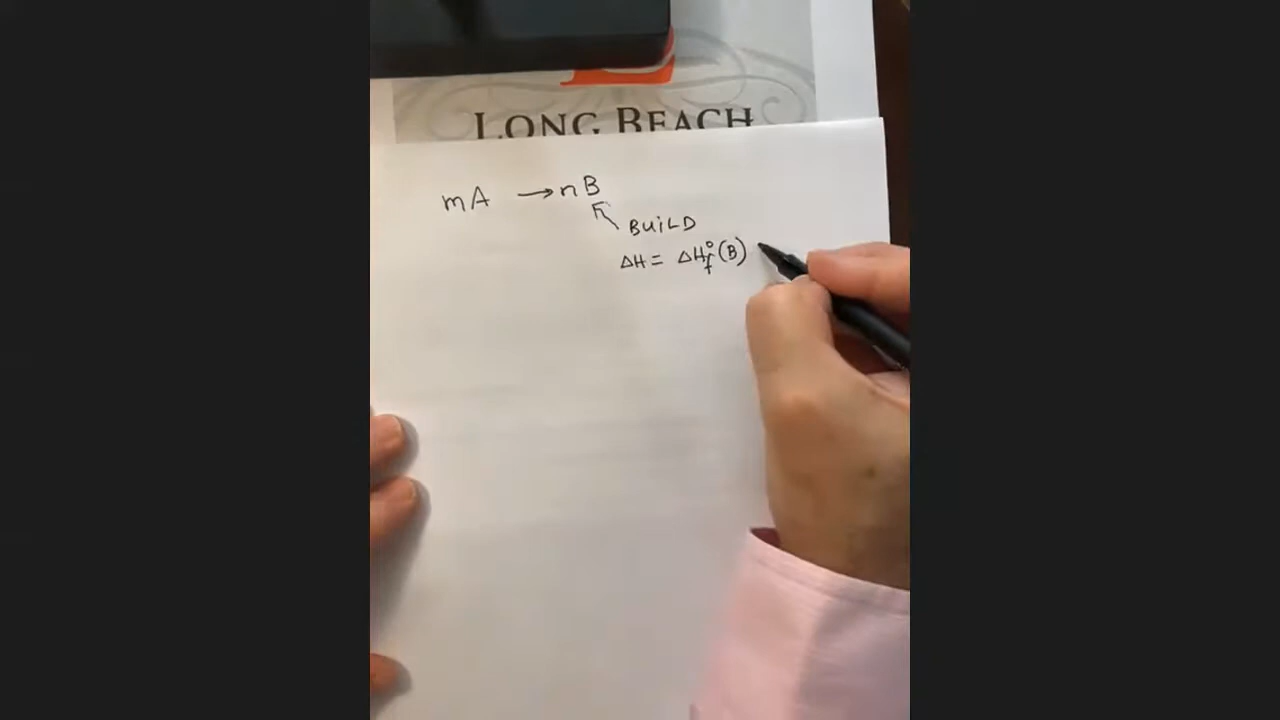 LONG BEACH
mA → nB
BUILD
ΔH = ΔH°f (B)